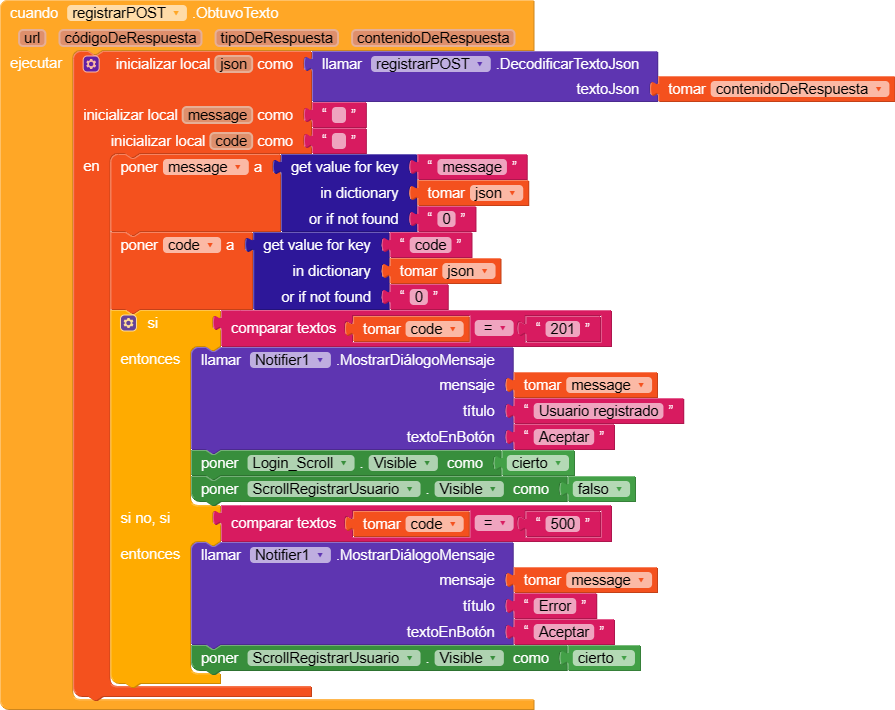 cuando registrarPOST .ObtuvoTexto
url códigoDeRespuesta tipoDeRespuesta contenidoDeRespuesta
ejecutar inicializar local json como llamar registrarPOST .DecodificarTextoJson
textoJson tomar contenidoDeRespuesta
inicializar local message como “ ”
inicializar local code como “ ”
en poner message a get value for key “ message ”
in dictionary tomar json
or if not found “ 0 ”
poner code a get value for key “ code ”
in dictionary tomar json
or if not found “ 0 ”
si comparar textos tomar code = “ 201 ”
entonces llamar Notifier1 .MostrarDiálogoMensaje
mensaje tomar message
título “ Usuario registrado ”
textoEnBotón “ Aceptar ”
poner Login_Scroll . Visible como cierto
poner ScrollRegistrarUsuario . Visible como falso
si no, si comparar textos tomar code = “ 500 ”
entonces llamar Notifier1 .MostrarDiálogoMensaje
mensaje tomar message
título “ Error ”
textoEnBotón “ Aceptar ”
poner ScrollRegistrarUsuario . Visible como cierto